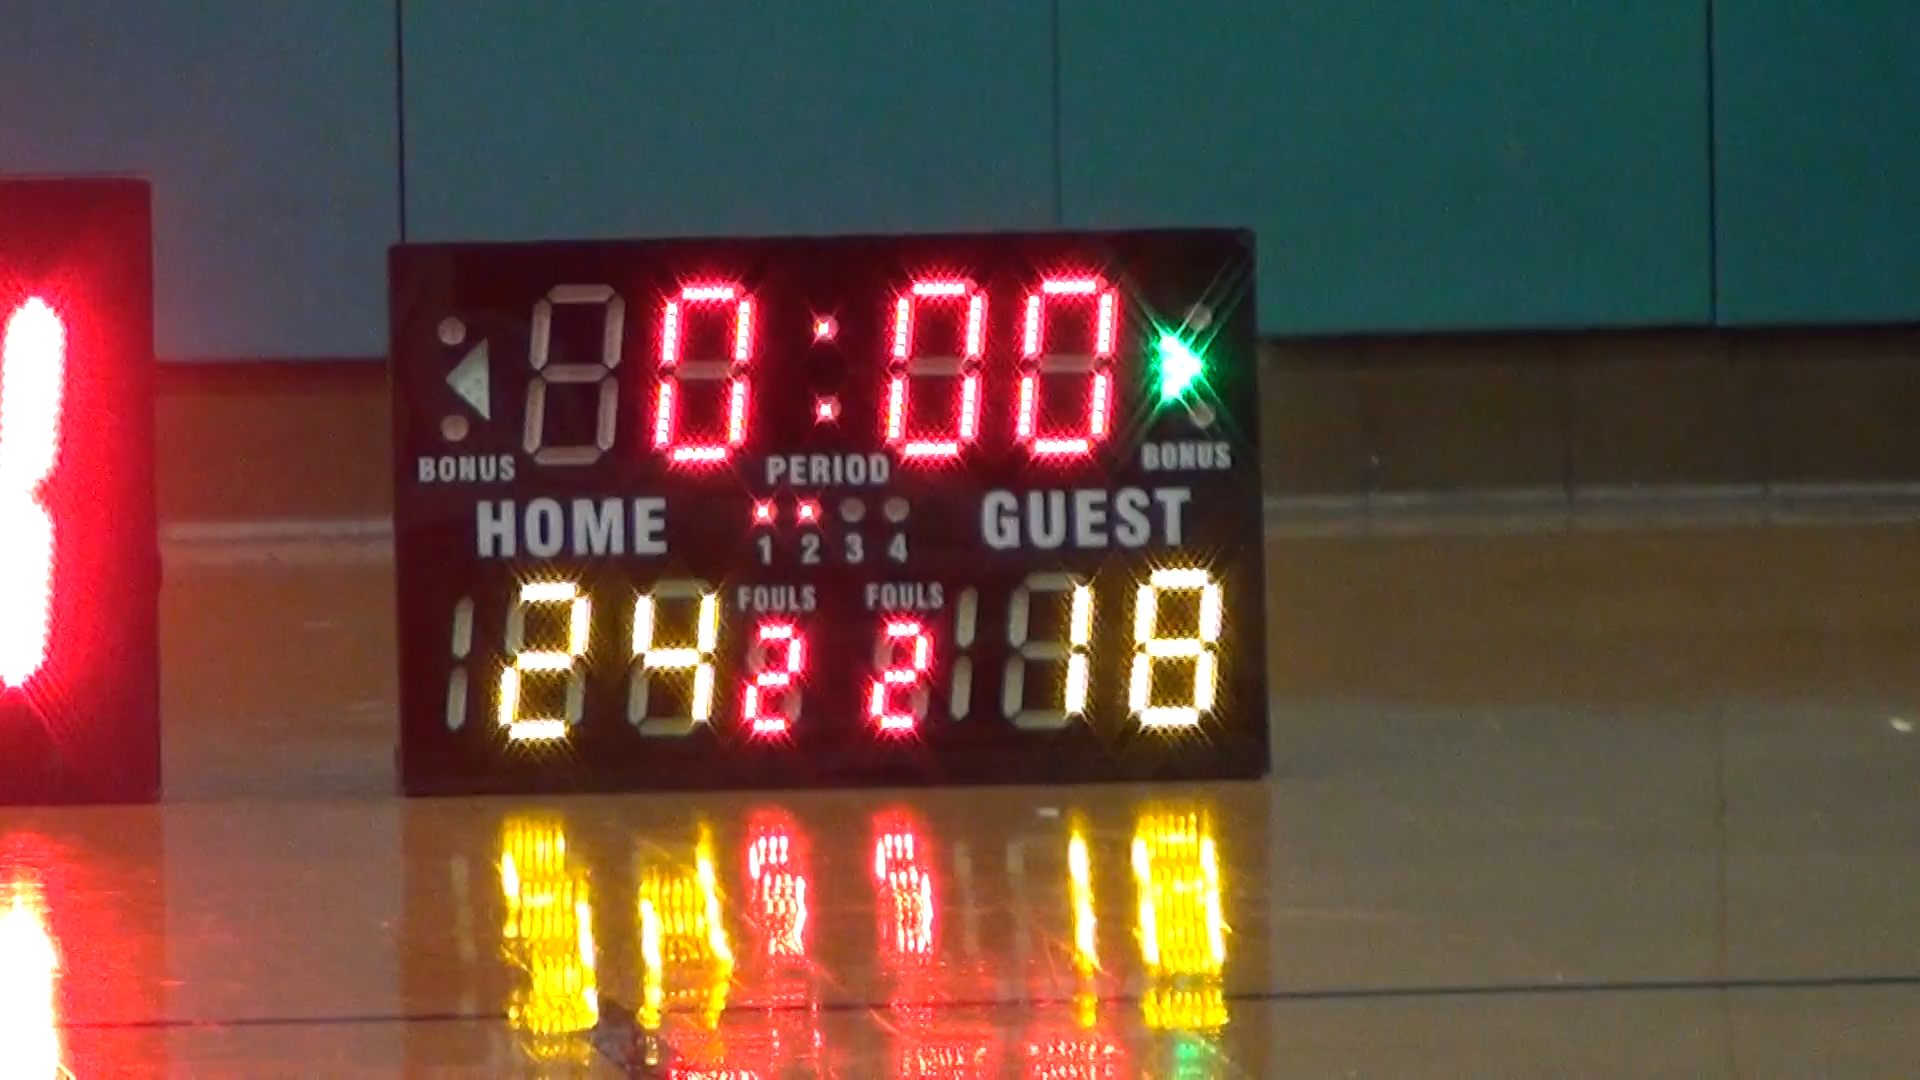 0:00
BONUS PERIOD BONUS
HOME GUEST
1 2 3 4
FOULS FOULS
24 2 2 18